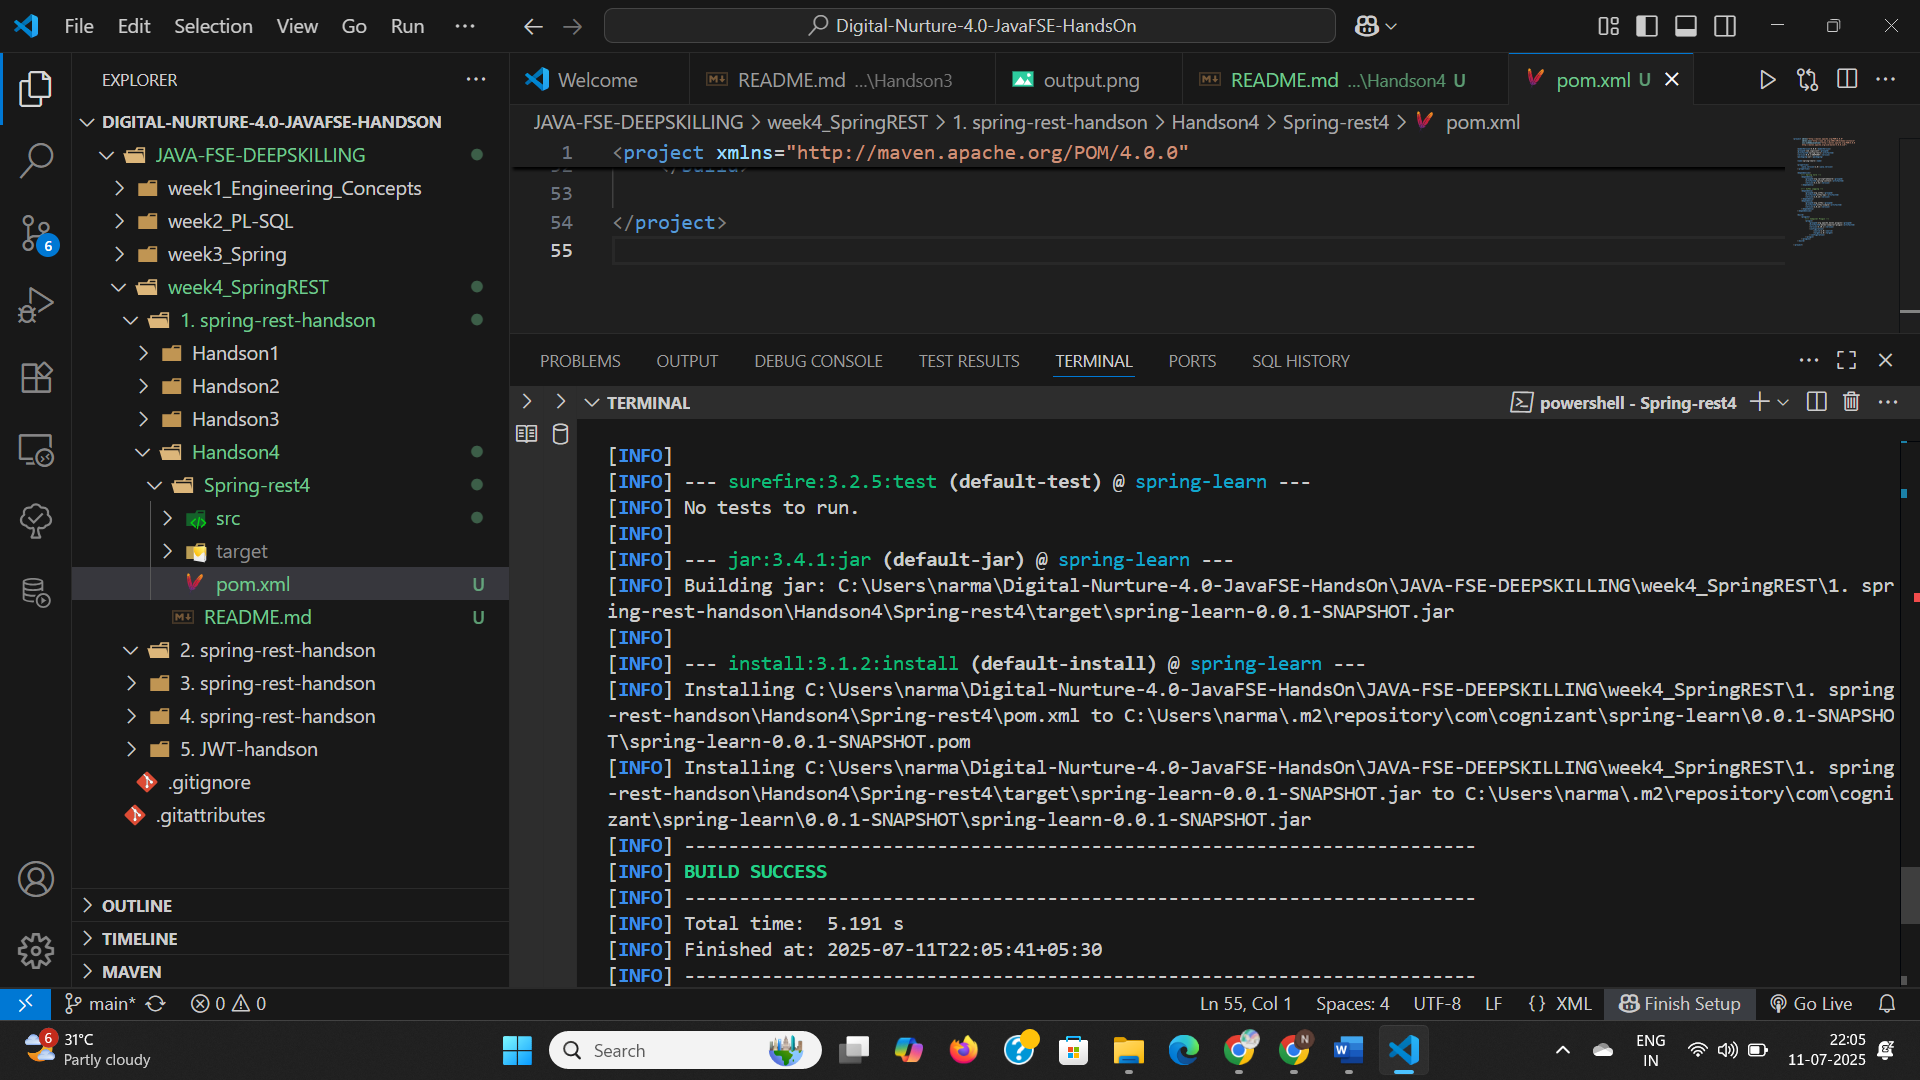 File Edit Selection View Go Run ···
Digital-Nurture-4.0-JavaFSE-HandsOn
EXPLORER
DIGITAL-NURTURE-4.0-JAVAFSE-HANDSON
JAVA-FSE-DEEPSKILLING
week1_Engineering_Concepts
week2_PL-SQL
week3_Spring
week4_SpringREST
1. spring-rest-handson
Handson1
Handson2
Handson3
Handson4
Spring-rest4
src
target
pom.xml U
README.md U
2. spring-rest-handson
3. spring-rest-handson
4. spring-rest-handson
5. JWT-handson
.gitignore
.gitattributes
OUTLINE
TIMELINE
MAVEN
6
Welcome
README.md ...\Handson3
output.png
README.md ...\Handson4 U
pom.xml U
JAVA-FSE-DEEPSKILLING > week4_SpringREST > 1. spring-rest-handson > Handson4 > Spring-rest4 > pom.xml
1 <project xmlns="http://maven.apache.org/POM/4.0.0"
53
54 </project>
55
PROBLEMS OUTPUT DEBUG CONSOLE TEST RESULTS TERMINAL PORTS SQL HISTORY
TERMINAL
powershell - Spring-rest4
[INFO]
[INFO] --- surefire:3.2.5:test (default-test) @ spring-learn ---
[INFO] No tests to run.
[INFO]
[INFO] --- jar:3.4.1:jar (default-jar) @ spring-learn ---
[INFO] Building jar: C:\Users\narma\Digital-Nurture-4.0-JavaFSE-HandsOn\JAVA-FSE-DEEPSKILLING\week4_SpringREST\1. spr
ing-rest-handson\Handson4\Spring-rest4\target\spring-learn-0.0.1-SNAPSHOT.jar
[INFO]
[INFO] --- install:3.1.2:install (default-install) @ spring-learn ---
[INFO] Installing C:\Users\narma\Digital-Nurture-4.0-JavaFSE-HandsOn\JAVA-FSE-DEEPSKILLING\week4_SpringREST\1. spring
-rest-handson\Handson4\Spring-rest4\pom.xml to C:\Users\narma\.m2\repository\com\cognizant\spring-learn\0.0.1-SNAPSHO
T\spring-learn-0.0.1-SNAPSHOT.pom
[INFO] Installing C:\Users\narma\Digital-Nurture-4.0-JavaFSE-HandsOn\JAVA-FSE-DEEPSKILLING\week4_SpringREST\1. spring
-rest-handson\Handson4\Spring-rest4\target\spring-learn-0.0.1-SNAPSHOT.jar to C:\Users\narma\.m2\repository\com\cogni
zant\spring-learn\0.0.1-SNAPSHOT\spring-learn-0.0.1-SNAPSHOT.jar
[INFO] ------------------------------------------------------------------------
[INFO] BUILD SUCCESS
[INFO] ------------------------------------------------------------------------
[INFO] Total time:  5.191 s
[INFO] Finished at: 2025-07-11T22:05:41+05:30
[INFO] ------------------------------------------------------------------------
main* 0 0
Ln 55, Col 1 Spaces: 4 UTF-8 LF {} XML Finish Setup Go Live
6
31°C
Partly cloudy
Search
ENG
IN
22:05
11-07-2025